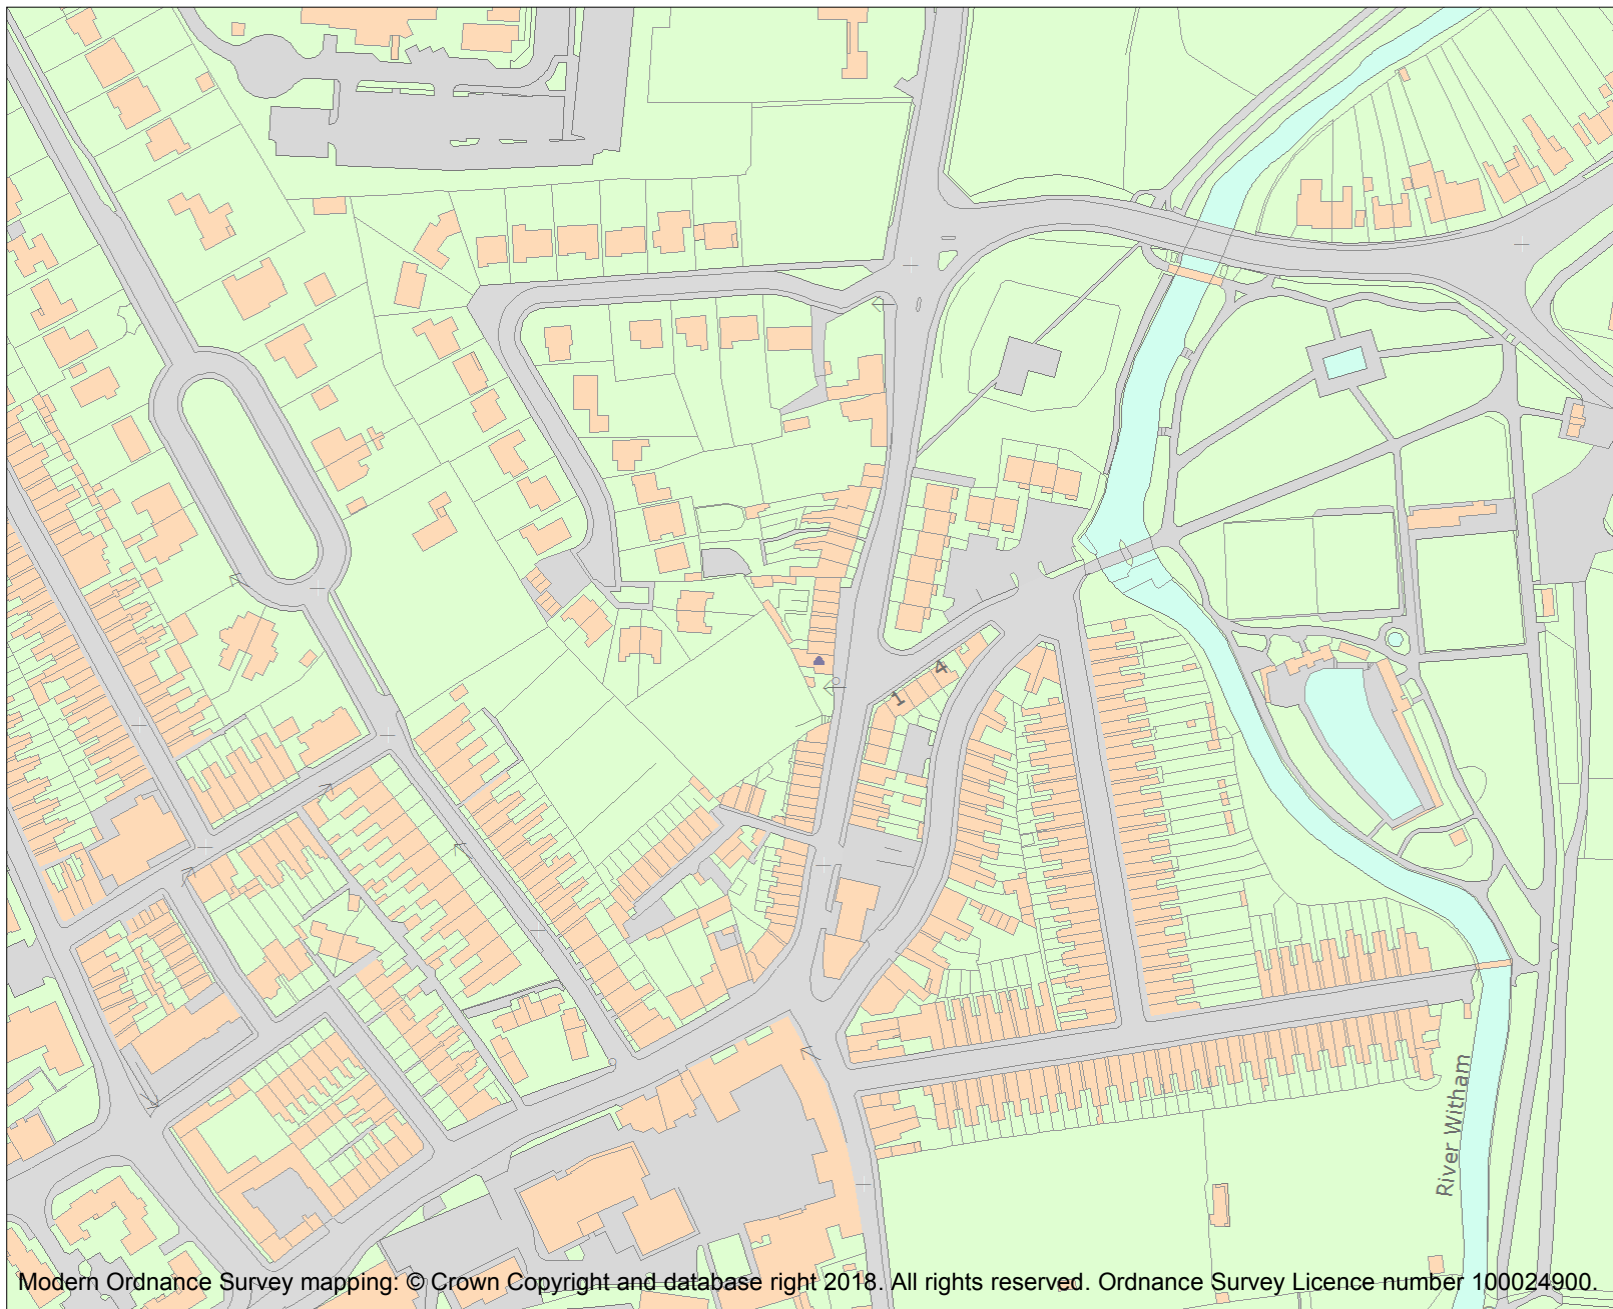 4
1
River Witham
Modern Ordnance Survey mapping: © Crown Copyright and database right 2018. All rights reserved. Ordnance Survey Licence number 100024900.